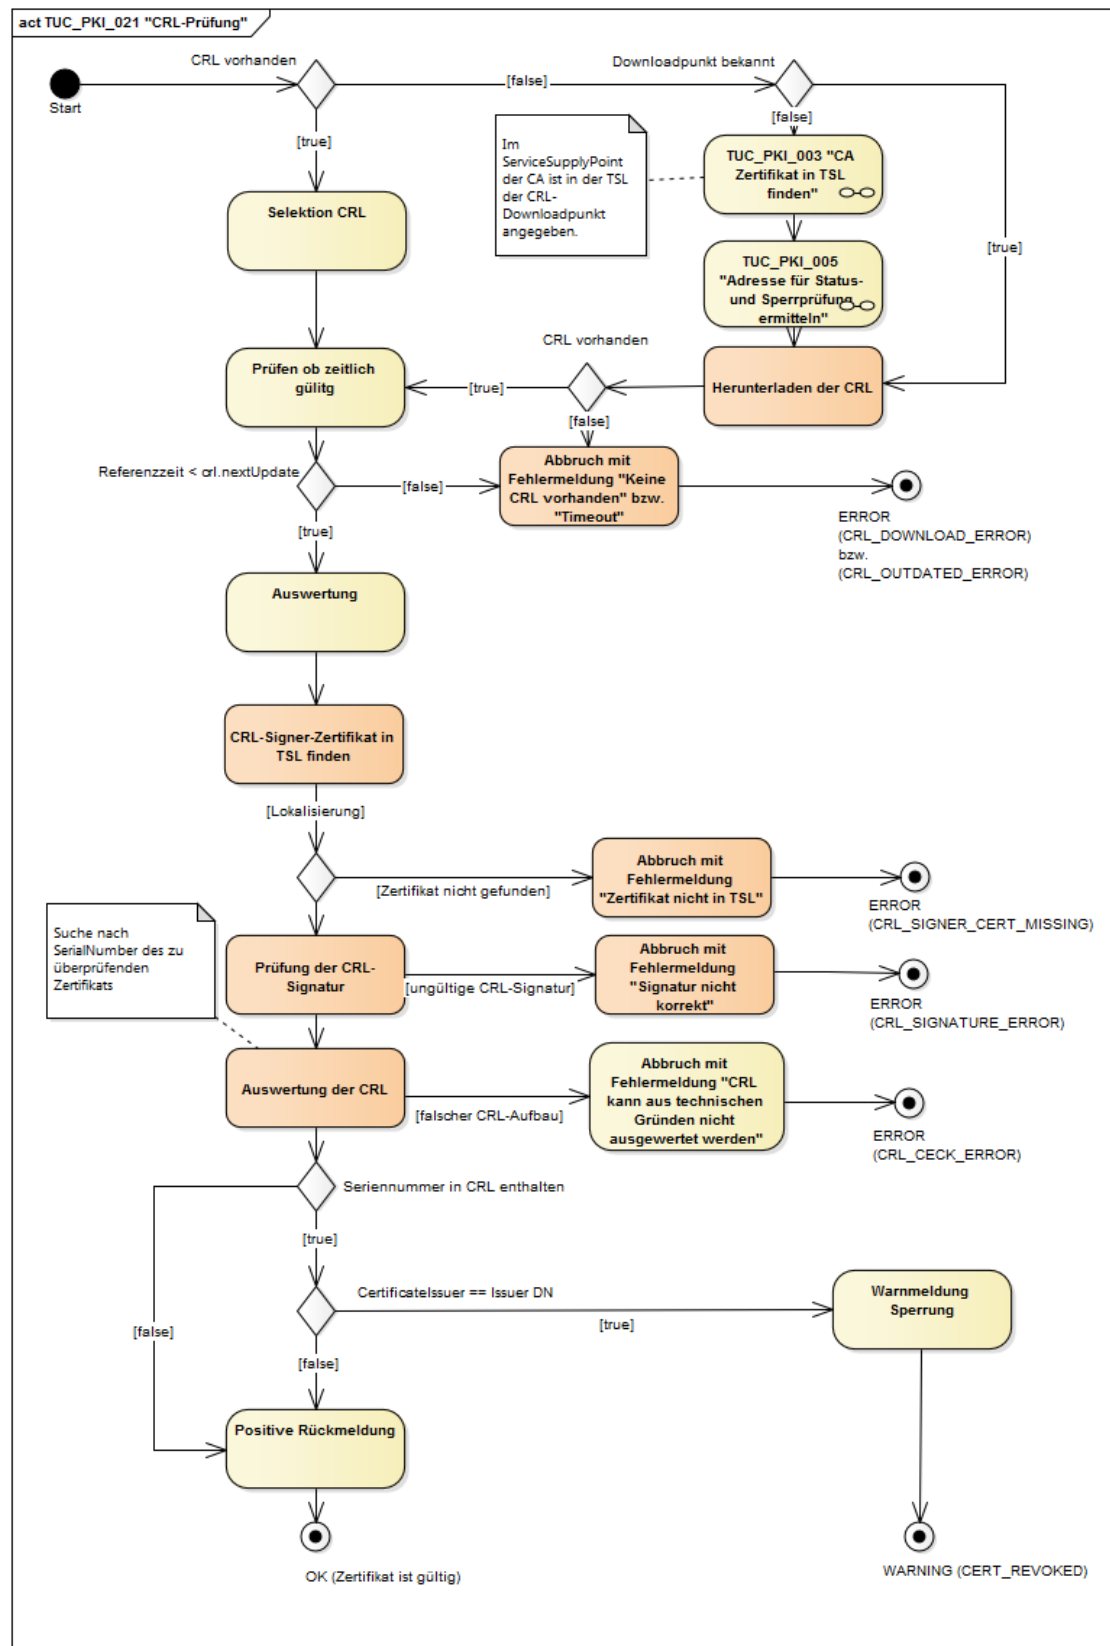 act TUC_PKI_021 "CRL-Prüfung"
CRL vorhanden
Start
[false]
Downloadpunkt bekannt
[true]
[false]
Im
ServiceSupplyPoint
der CA ist in der TSL
der CRL-
Downloadpunkt
angegeben.
TUC_PKI_003 "CA
Zertifikat in TSL
finden"
Selektion CRL
[true]
TUC_PKI_005
"Adresse für Status-
und Sperrprüfung
ermitteln"
CRL vorhanden
Prüfen ob zeitlich
gülitg
[true]
Herunterladen der CRL
[false]
Referenzzeit < crl.nextUpdate
[false]
Abbruch mit
Fehlermeldung "Keine
CRL vorhanden" bzw.
"Timeout"
ERROR
(CRL_DOWNLOAD_ERROR)
bzw.
(CRL_OUTDATED_ERROR)
[true]
Auswertung
CRL-Signer-Zertifikat in
TSL finden
[Lokalisierung]
[Zertifikat nicht gefunden]
Abbruch mit
Fehlermeldung
"Zertifikat nicht in TSL"
ERROR
(CRL_SIGNER_CERT_MISSING)
Suche nach
SerialNumber des zu
überprüfenden
Zertifikats
Prüfung der CRL-
Signatur
[ungültige CRL-Signatur]
Abbruch mit
Fehlermeldung
"Signatur nicht
korrekt"
ERROR
(CRL_SIGNATURE_ERROR)
Auswertung der CRL
[falscher CRL-Aufbau]
Abbruch mit
Fehlermeldung "CRL
kann aus technischen
Gründen nicht
ausgewertet werden"
ERROR
(CRL_CECK_ERROR)
Seriennummer in CRL enthalten
[true]
CertificateIssuer == Issuer DN
[true]
Warnmeldung
Sperrung
[false]
[false]
Positive Rückmeldung
OK (Zertifikat ist gültig)
WARNING (CERT_REVOKED)